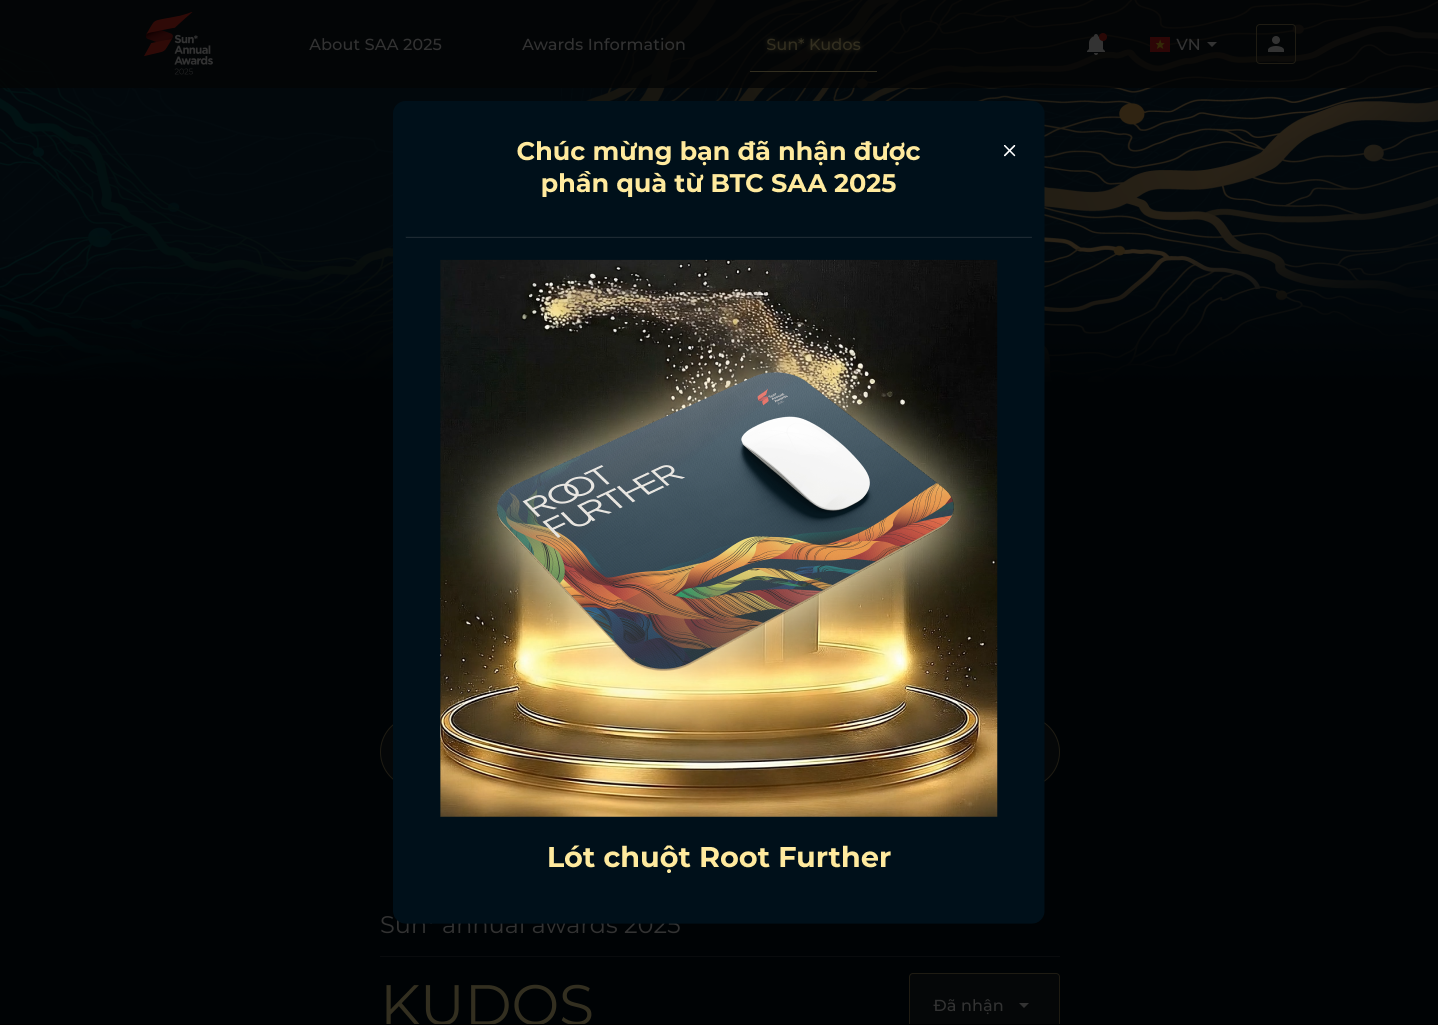 Sun*
Annual
Awards
2025
About SAA 2025
Awards Information
Sun* Kudos
VN
Chúc mừng bạn đã nhận được
phần quà từ BTC SAA 2025
ROOT
FURTHER
Lót chuột Root Further
Sun* annual awards 2025
KUDOS
Đã nhận